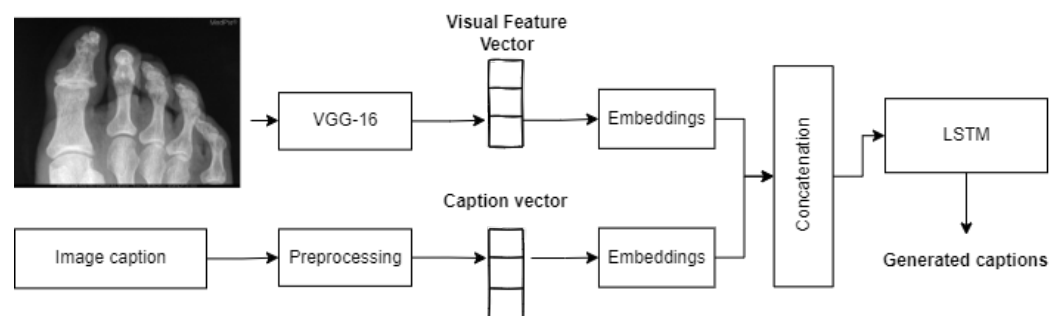 Visual Feature
Vector
VGG-16
Embeddings
Concatenation
LSTM
Caption vector
Image caption
Preprocessing
Embeddings
Generated captions